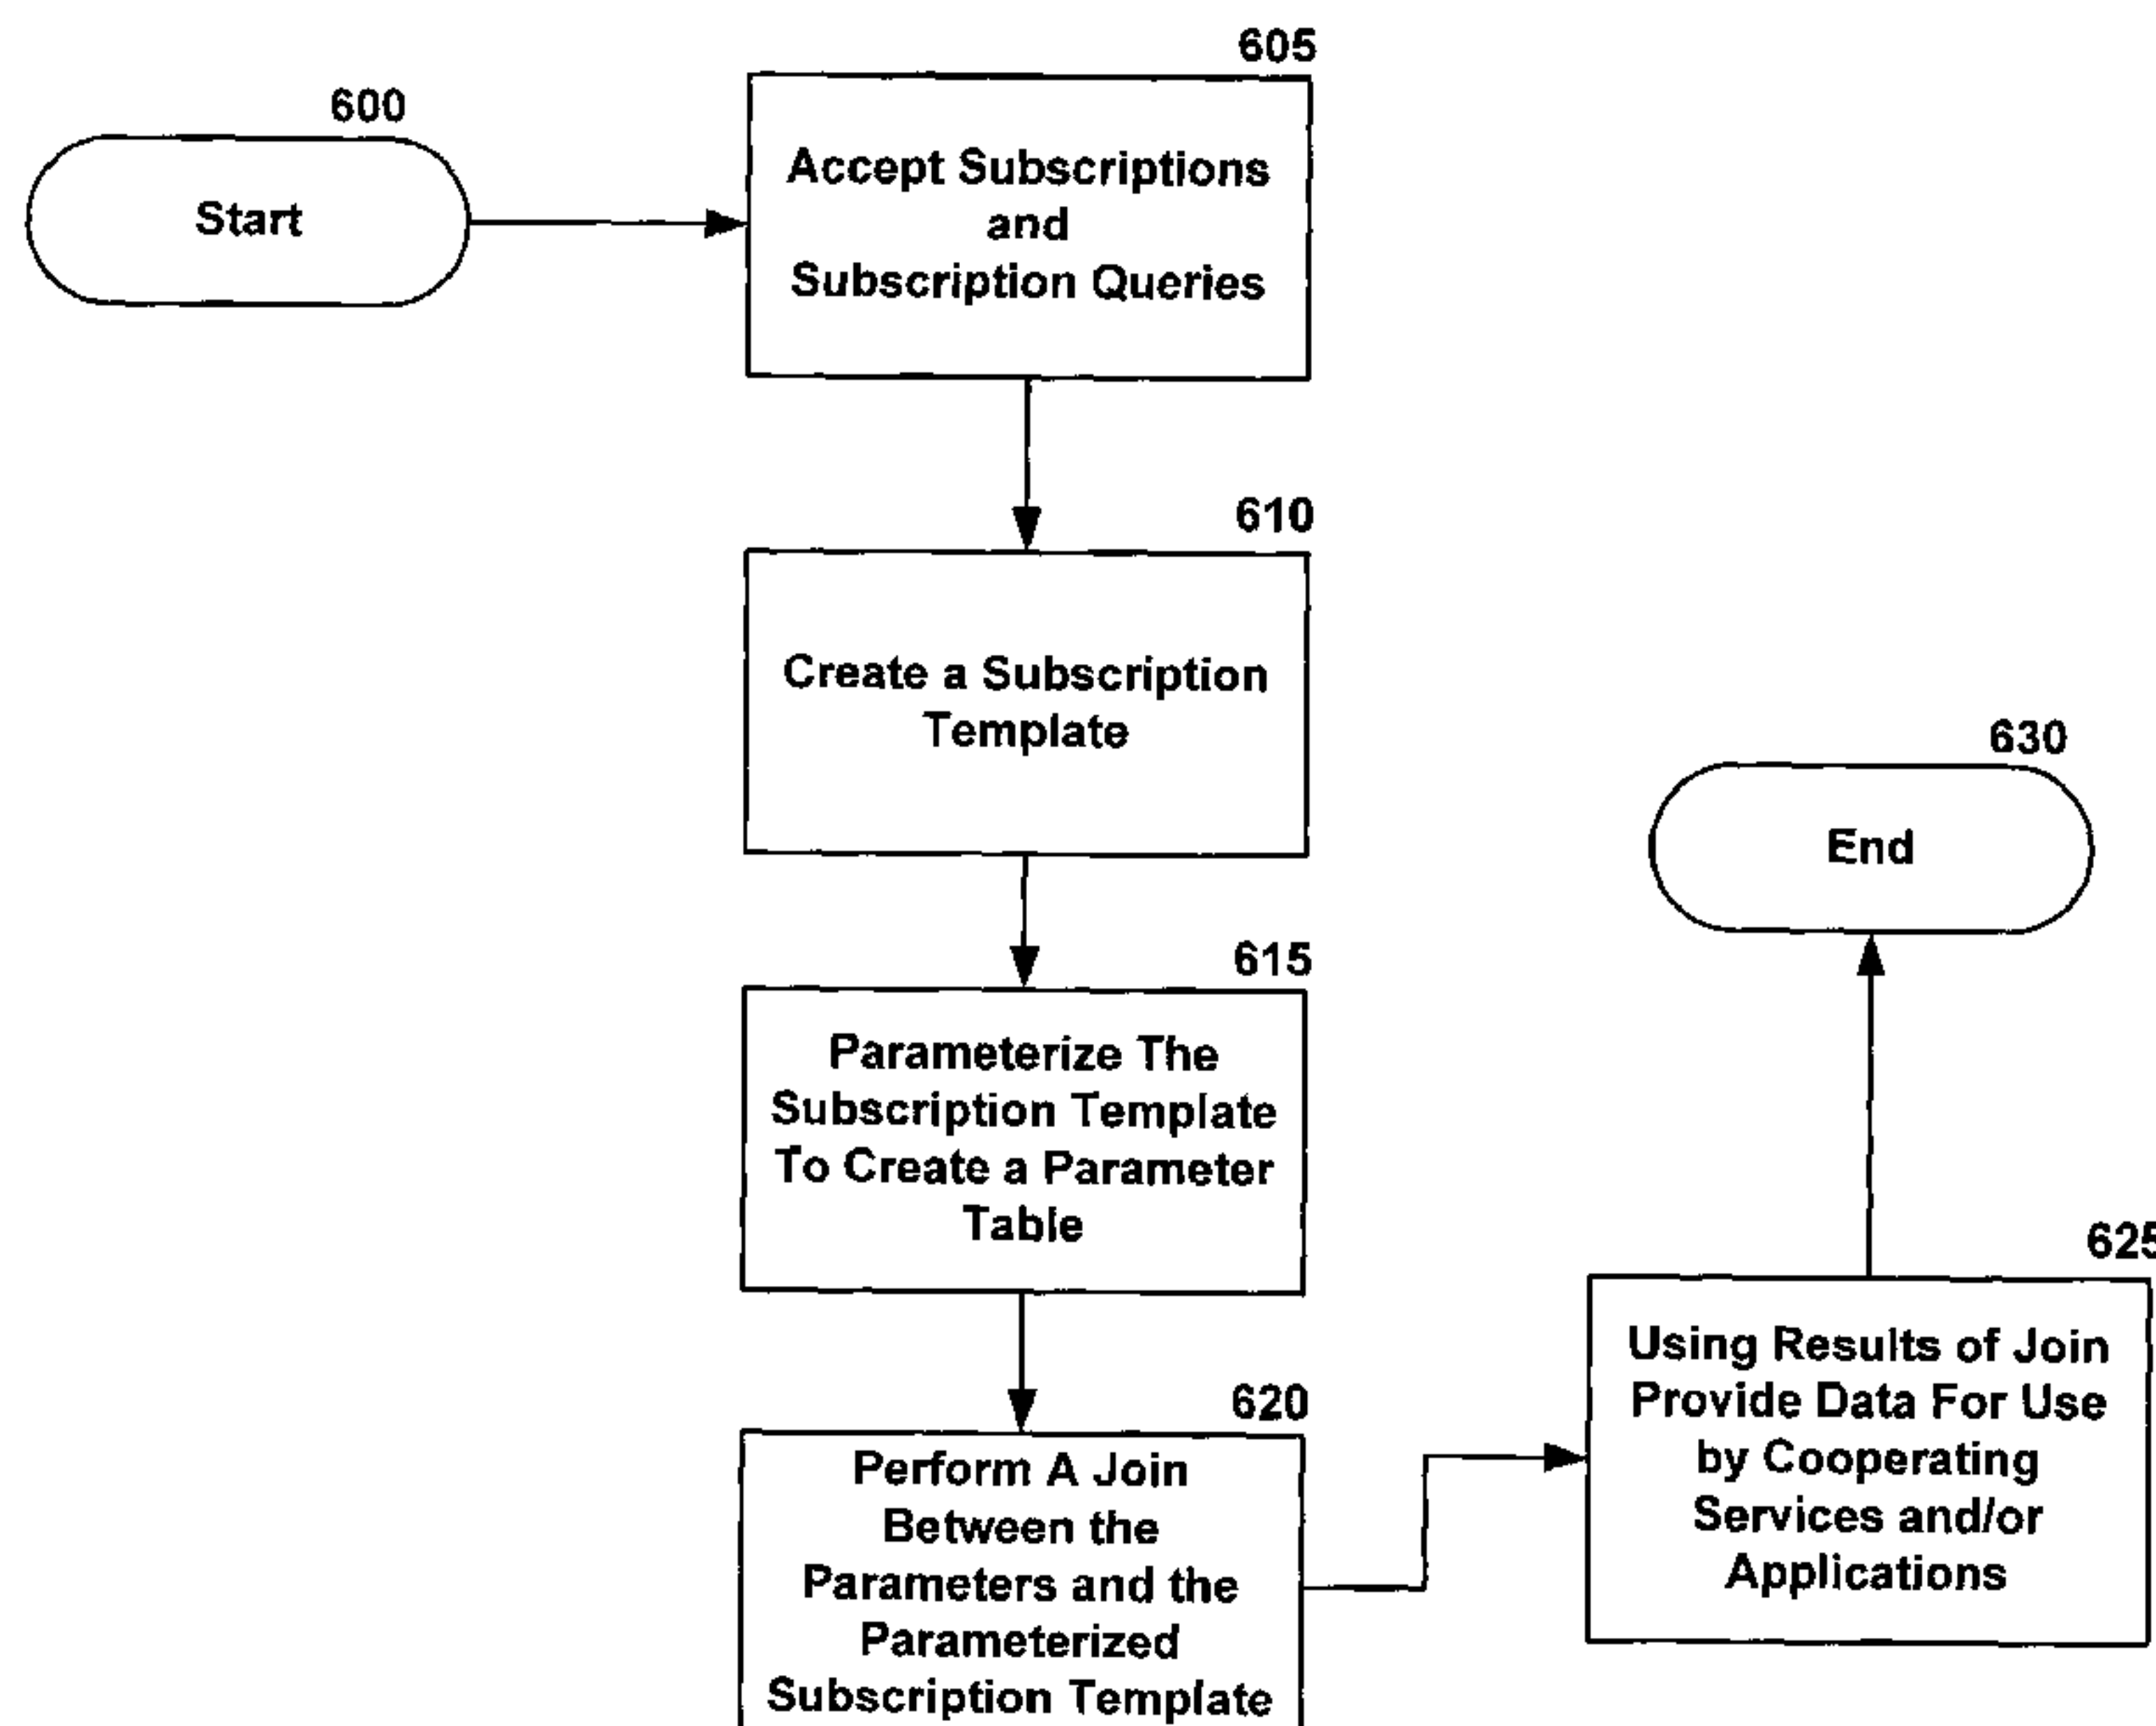 600
Start
605
Accept Subscriptions
and
Subscription Queries
610
Create a Subscription
Template
615
Parameterize The
Subscription Template
To Create a Parameter
Table
620
Perform A Join
Between the
Parameters and the
Parameterized
Subscription Template
625
Using Results of Join
Provide Data For Use
by Cooperating
Services and/or
Applications
630
End